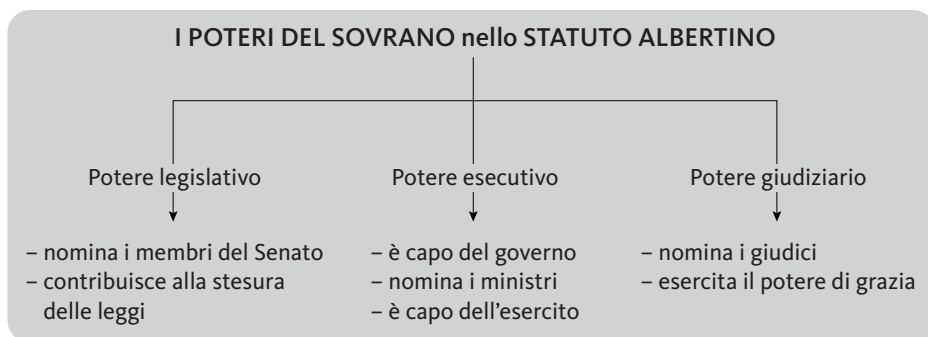 I POTERI DEL SOVRANO nello STATUTO ALBERTINO
Potere legislativo
– nomina i membri del Senato
– contribuisce alla stesura
delle leggi
Potere esecutivo
– è capo del governo
– nomina i ministri
– è capo dell'esercito
Potere giudiziario
– nomina i giudici
– esercita il potere di grazia